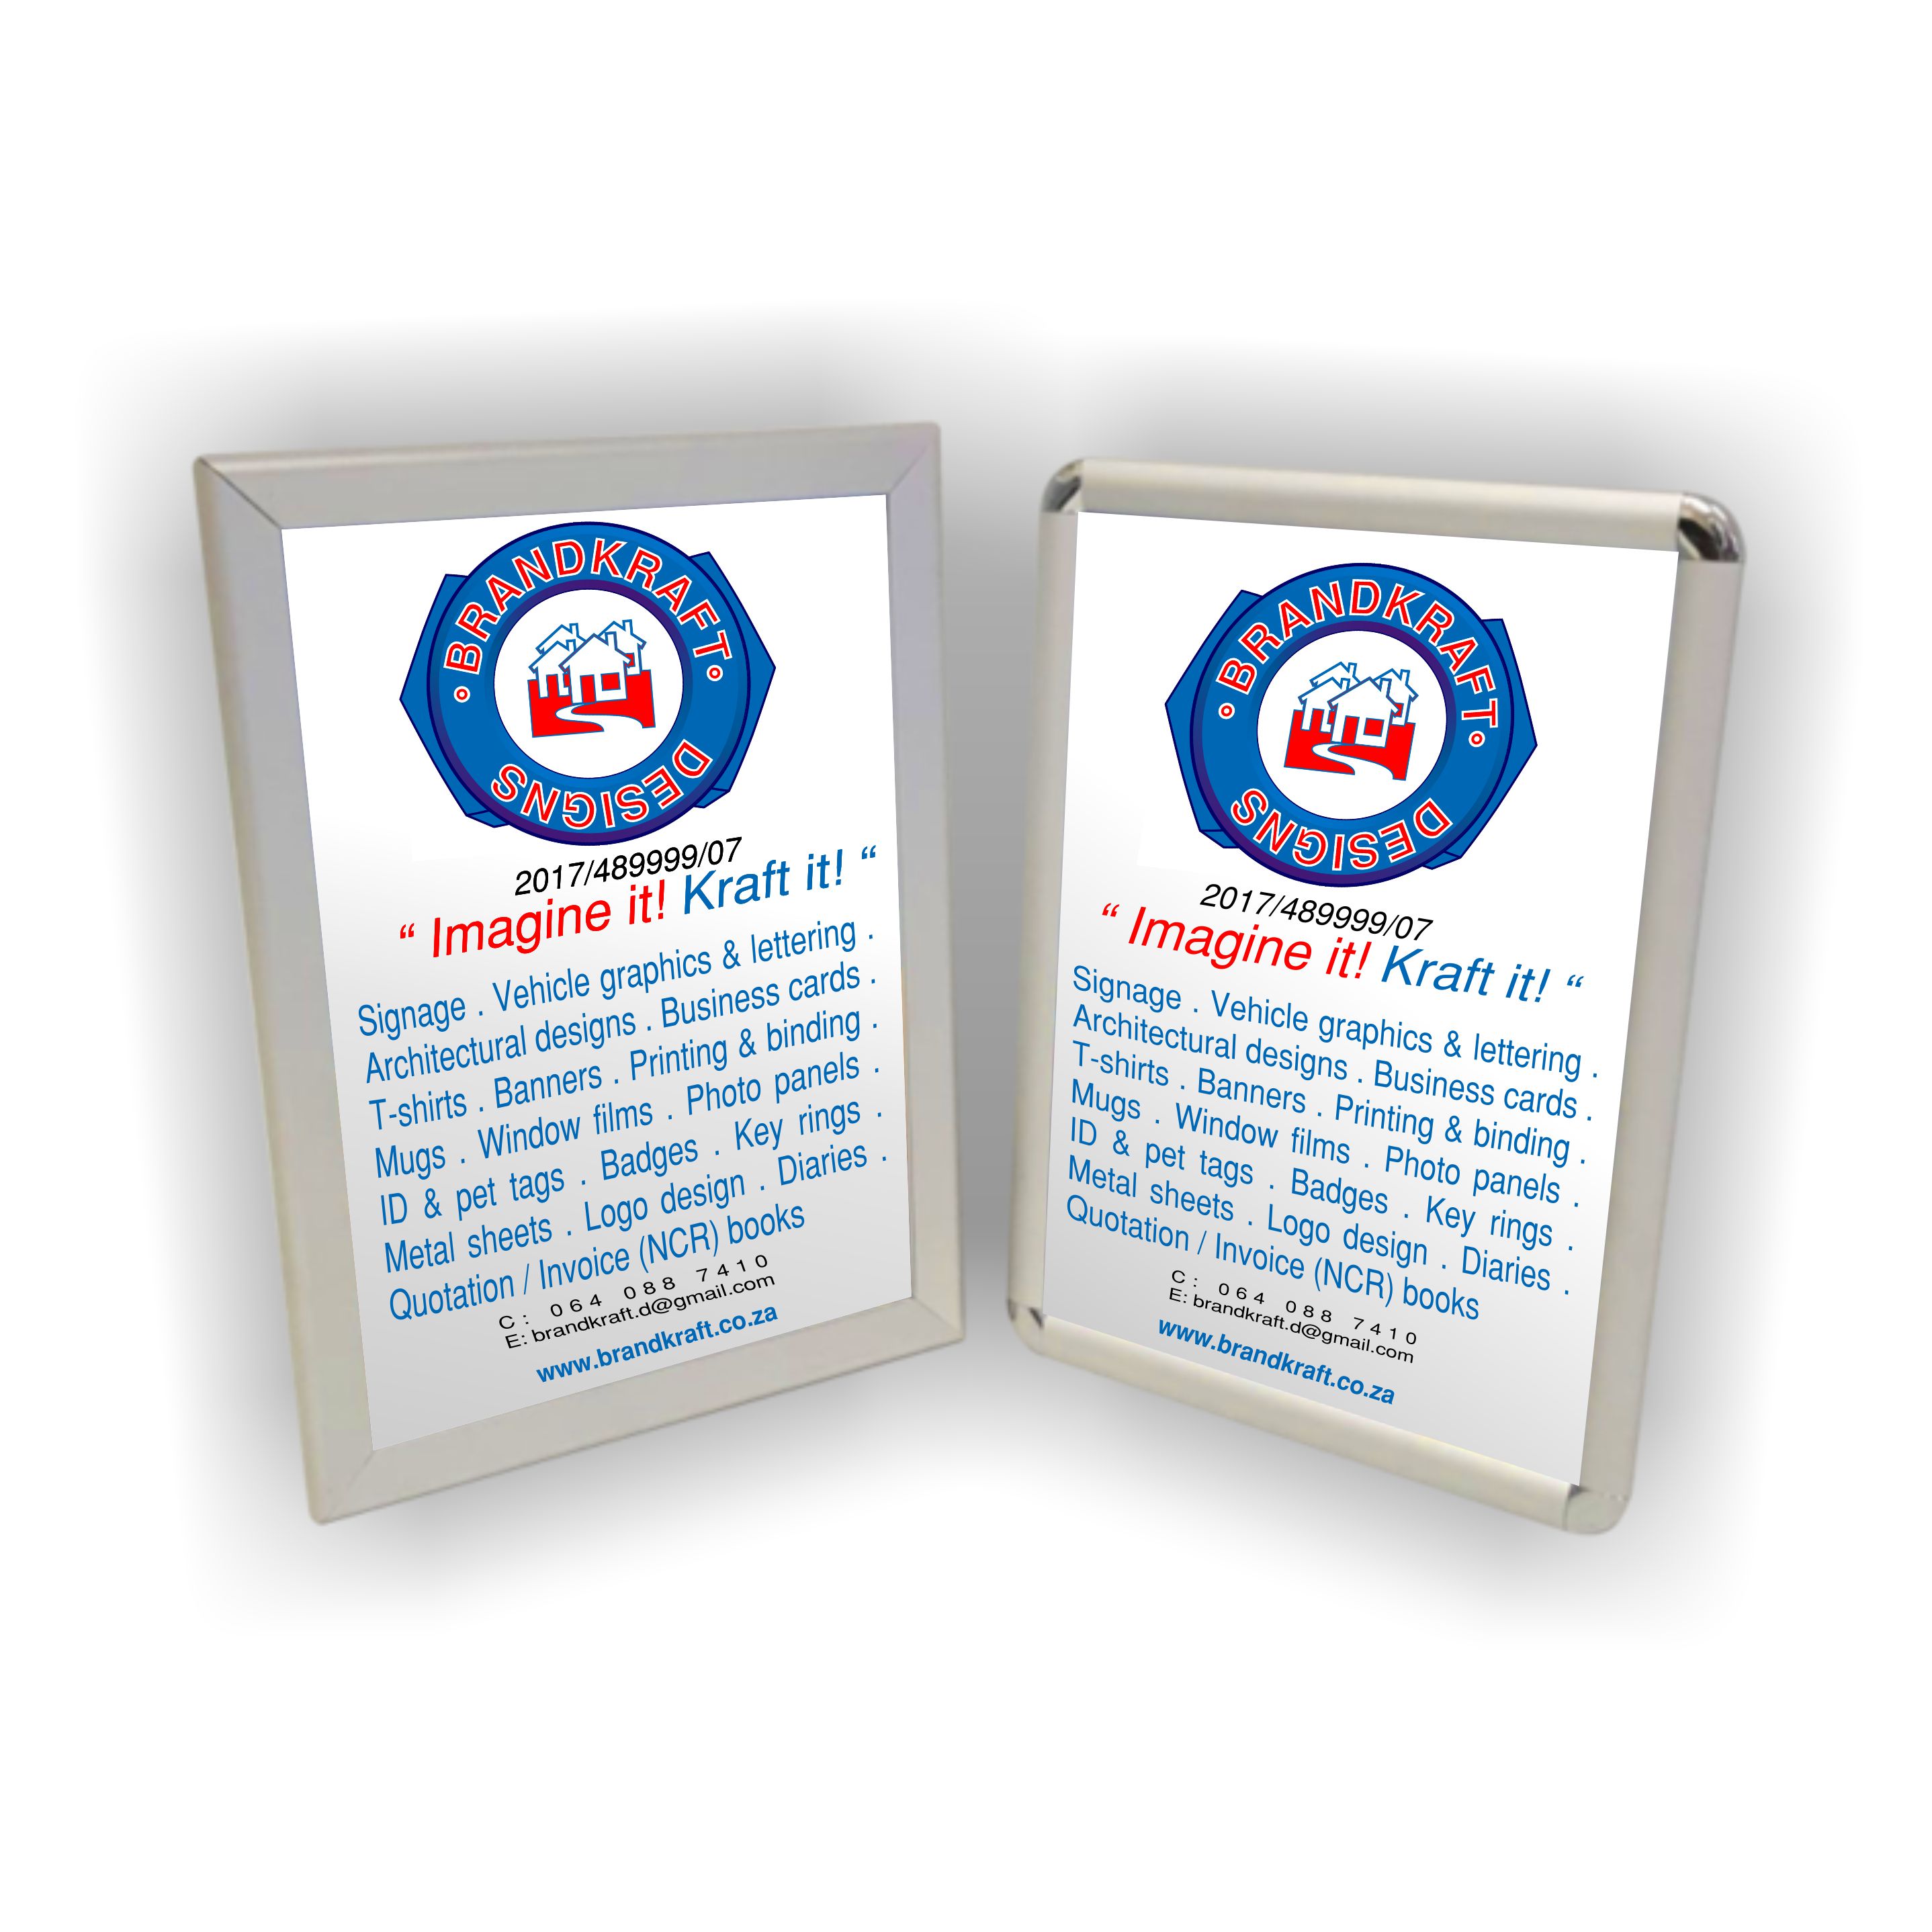 BRANDKRAFT
DESIGNS
2017/489999/07
“ Imagine it! Kraft it! “
Signage . Vehicle graphics & lettering .
Architectural designs . Business cards .
T-shirts . Banners . Printing & binding .
Mugs . Window films . Photo panels .
ID & pet tags . Badges . Key rings .
Metal sheets . Logo design . Diaries .
Quotation / Invoice (NCR) books
C: 064 088 7410
E: brandkraft.d@gmail.com
www.brandkraft.co.za
BRANDKRAFT
DESIGNS
2017/489999/07
“ Imagine it! Kraft it! “
Signage . Vehicle graphics & lettering .
Architectural designs . Business cards .
T-shirts . Banners . Printing & binding .
Mugs . Window films . Photo panels .
ID & pet tags . Badges . Key rings .
Metal sheets . Logo design . Diaries .
Quotation / Invoice (NCR) books
C: 064 088 7410
E: brandkraft.d@gmail.com
www.brandkraft.co.za